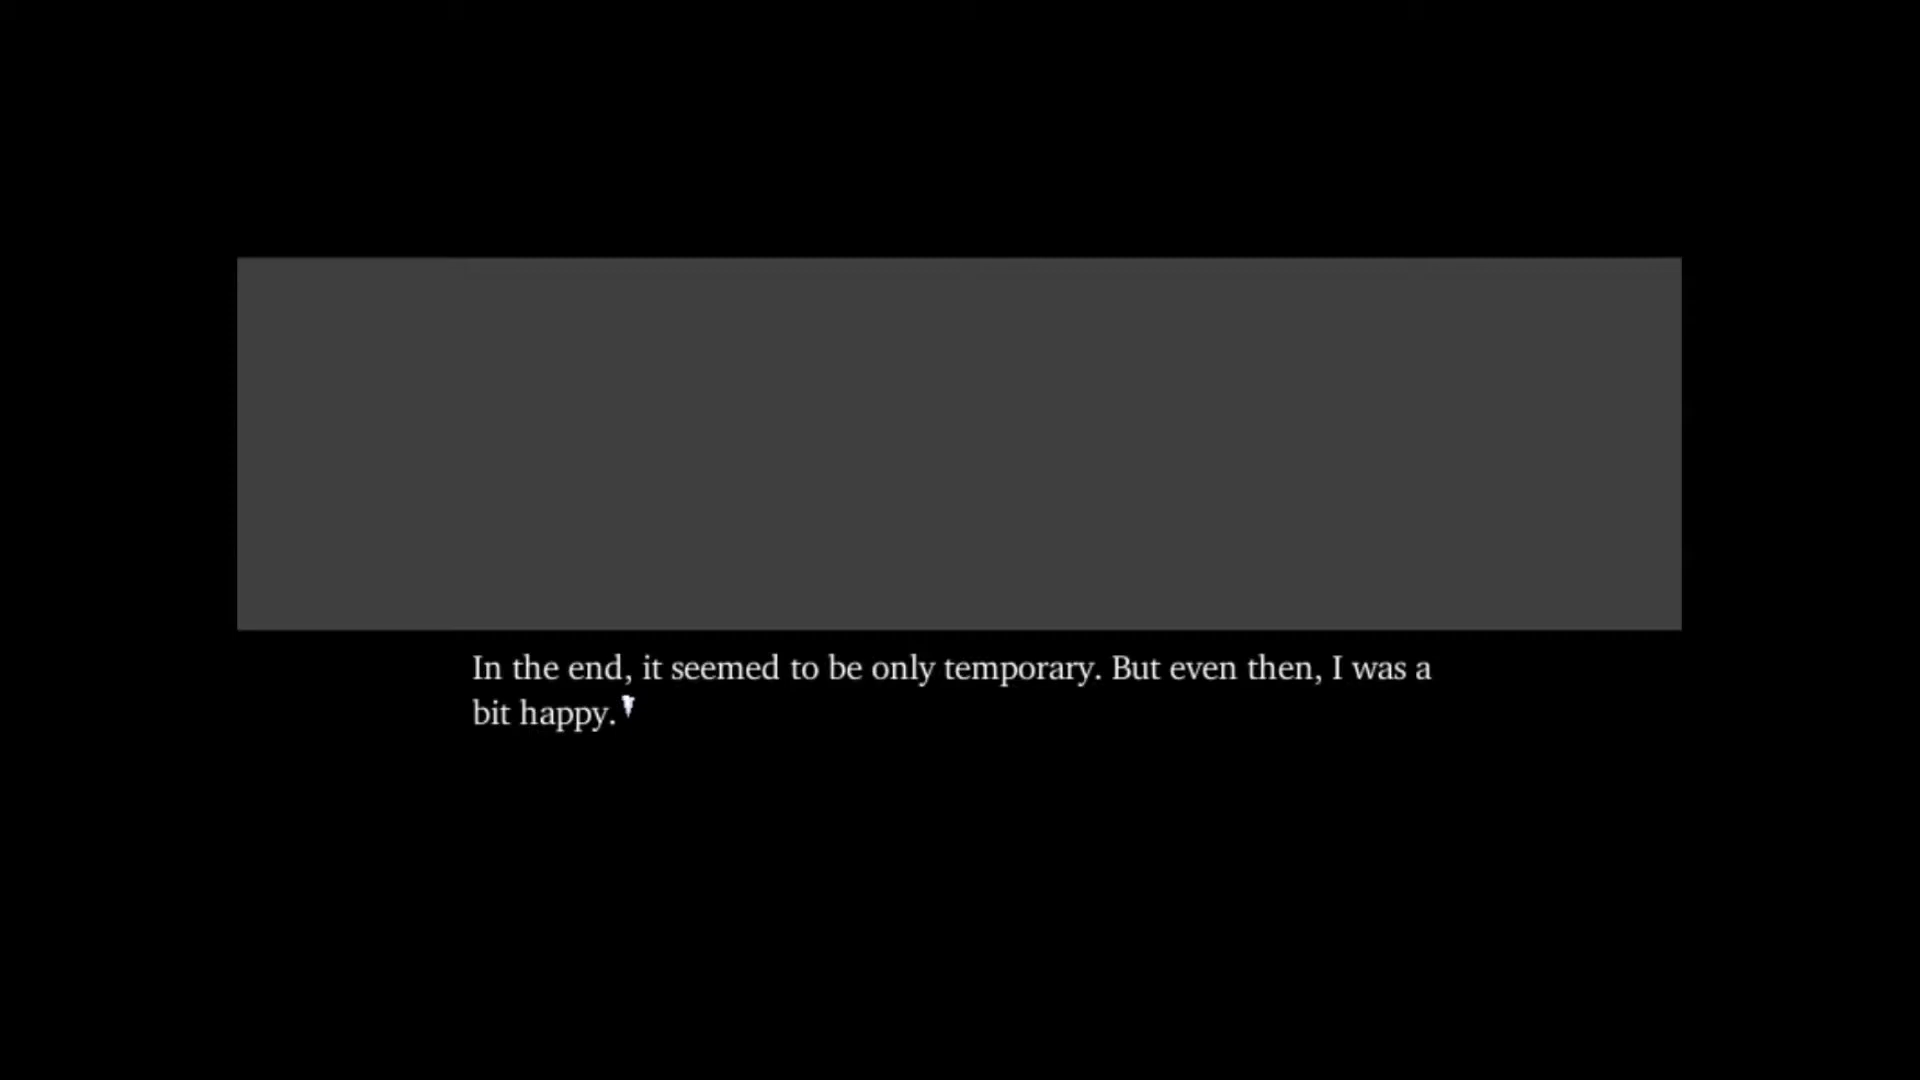 In the end, it seemed to be only temporary. But even then, I was a
bit happy.